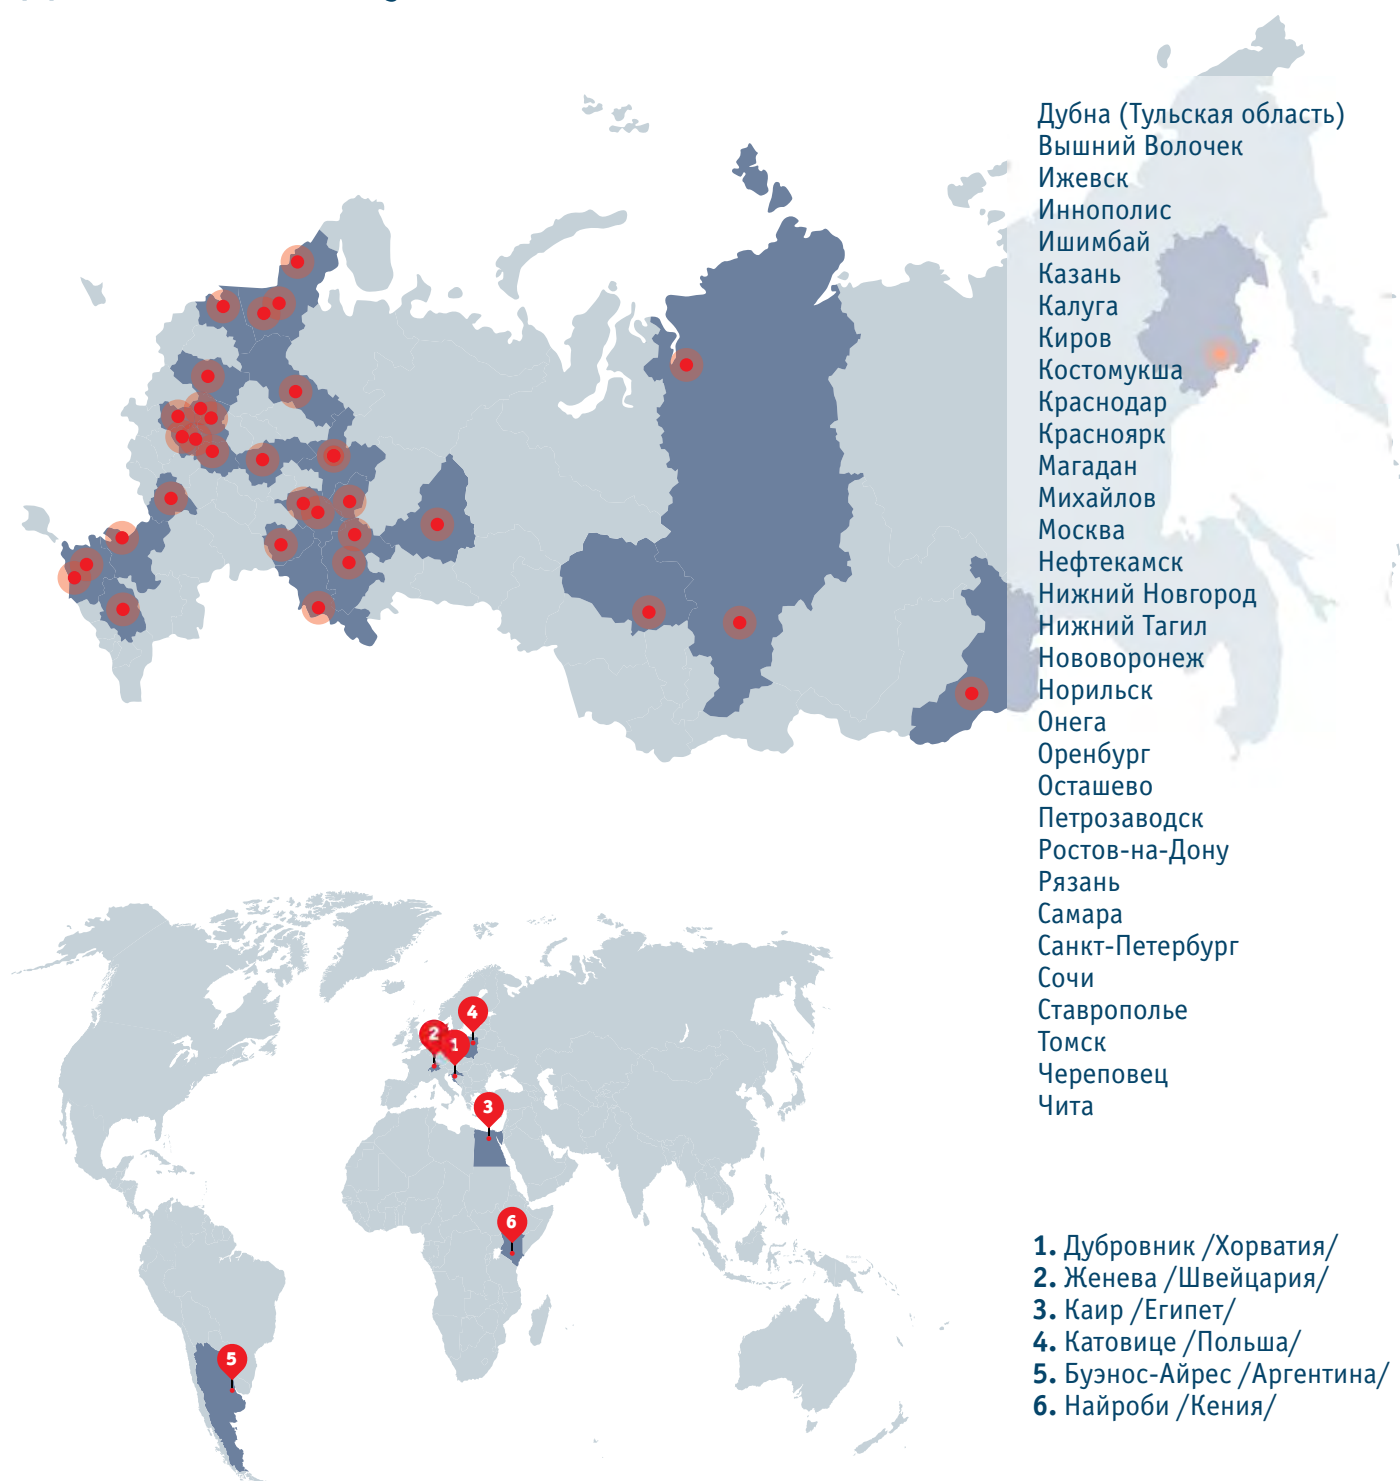 Дубна (Тульская область)
Вышний Волочек
Ижевск
Иннополис
Ишимбай
Казань
Калуга
Киров
Костомукша
Краснодар
Красноярк
Магадан
Михайлов
Москва
Нефтекамск
Нижний Новгород
Нижний Тагил
Нововоронеж
Норильск
Онега
Оренбург
Осташево
Петрозаводск
Ростов-на-Дону
Рязань
Самара
Санкт-Петербург
Сочи
Ставрополье
Томск
Череповец
Чита
4
2
1
3
6
5
1. Дубровник /Хорватия/
2. Женева /Швейцария/
3. Каир /Египет/
4. Катовице /Польша/
5. Буэнос-Айрес /Аргентина/
6. Найроби /Кения/